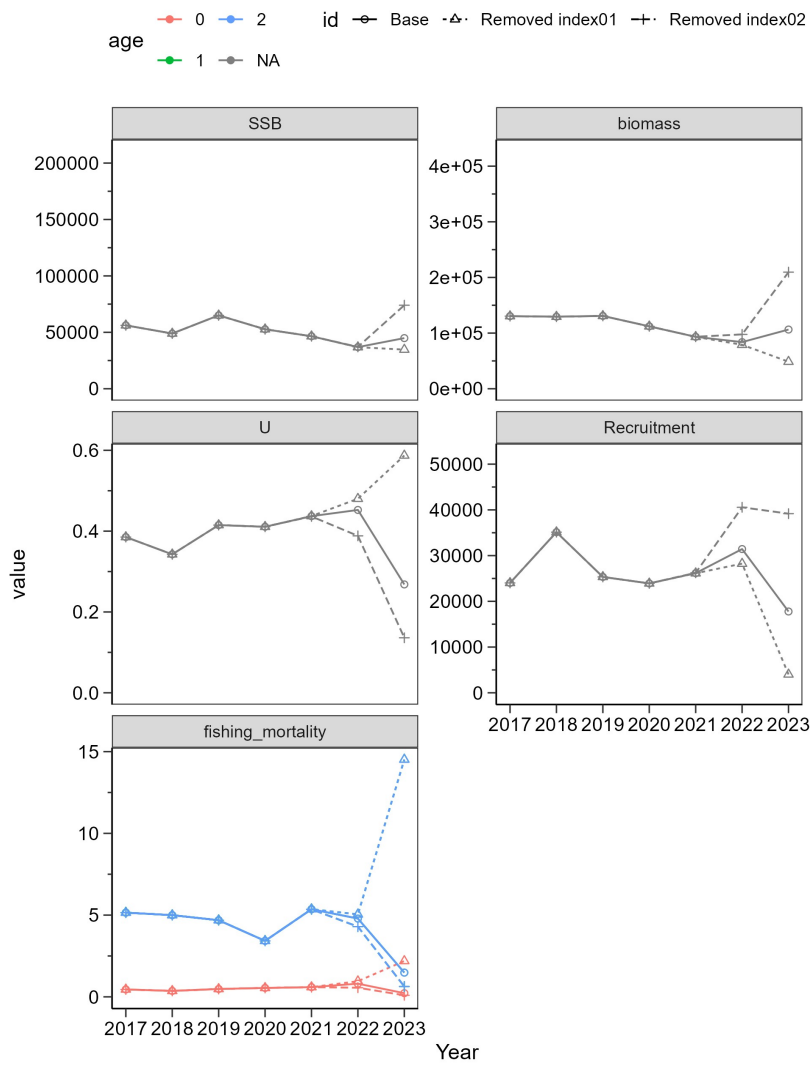 age 0 2 id Base Removed index01 Removed index02
1 NA
SSB
200000
150000
100000
50000
0
biomass
4e+05
3e+05
2e+05
1e+05
0e+00
U
0.6
0.4
0.2
0.0
Recruitment
50000
40000
30000
20000
10000
0
2017 2018 2019 2020 2021 2022 2023
value
fishing_mortality
15
10
5
0
2017 2018 2019 2020 2021 2022 2023
Year